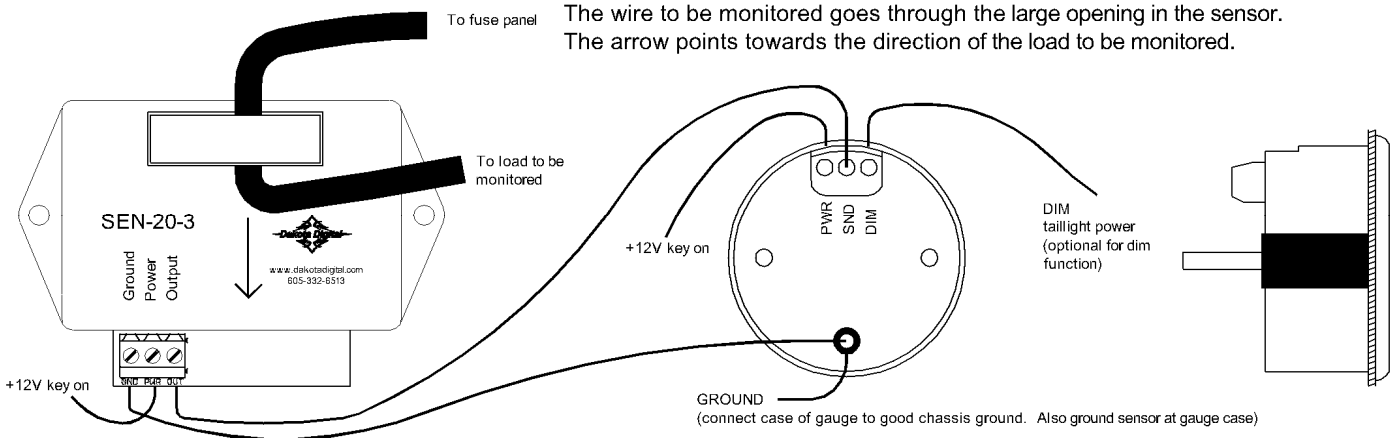 The wire to be monitored goes through the large opening in the sensor.
The arrow points towards the direction of the load to be monitored.
To fuse panel
To load to be
monitored
SEN-20-3
Dakota Digital
www.dakotadigital.com
605-332-6513
Ground
Power
Output
GND PWR OUT
+12V key on
+12V key on
PWR
SND
DIM
DIM
taillight power
(optional for dim
function)
GROUND
(connect case of gauge to good chassis ground. Also ground sensor at gauge case)